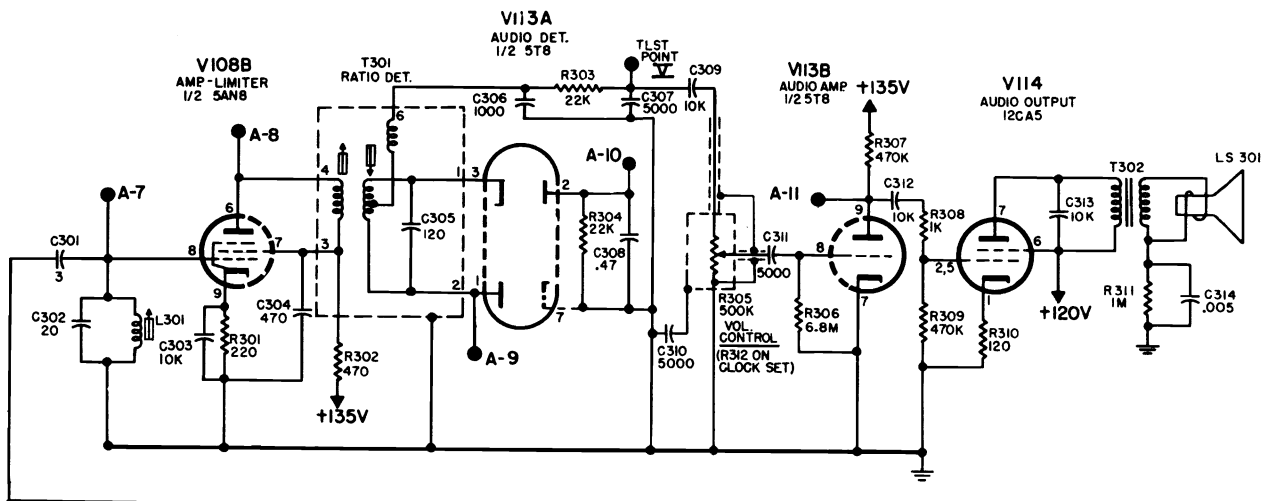 V113A
AUDIO DET.
1/2 5T8
V108B
AMP-LIMITER
1/2 5AN8
T301
RATIO DET.
TLST
POINT
V
C309
10K
R303
22K
C306
1000
C307
5000
V113B
AUDIO AMP
1/2 5T8
+135V
V114
AUDIO OUTPUT
12CA5
A-8
A-7
A-10
A-11
A-9
6
4
1
3
2
R307
470K
LS 301
T302
C301
3
8
6
7
3
9
C305
120
R304
22K
C308
.47
2
1
7
C312
10K
9
8
7
R308
1K
7
6
2,5
1
C313
10K
C311
5000
C302
20
L301
C303
10K
R301
220
C304
470
R302
470
+135V
C310
5000
R305
500K
VOL.
CONTROL
(R312 ON
CLOCK SET)
R306
6.8M
R309
470K
R310
120
+120V
R311
1M
C314
.005